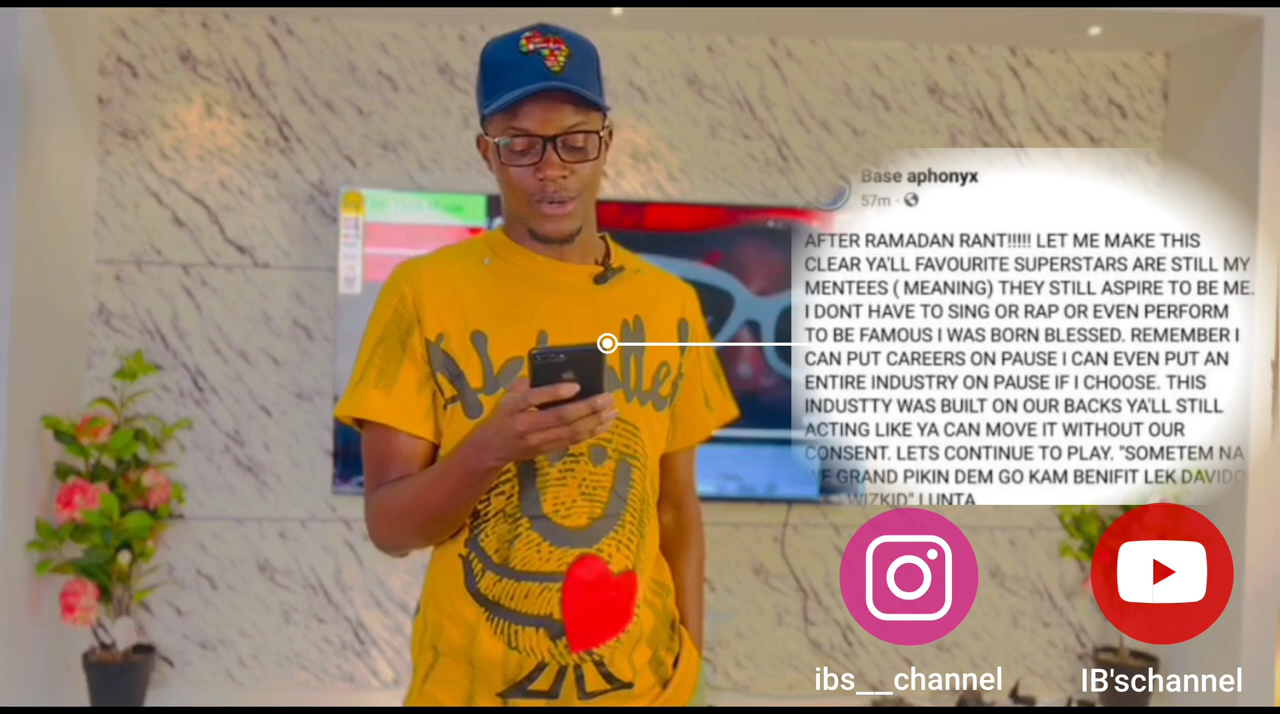 Base aphonyx
57m
AFTER RAMADAN RANT!!!!! LET ME MAKE THIS
CLEAR YA'LL FAVOURITE SUPERSTARS ARE STILL MY
MENTEES ( MEANING) THEY STILL ASPIRE TO BE ME.
I DONT HAVE TO SING OR RAP OR EVEN PERFORM
TO BE FAMOUS I WAS BORN BLESSED. REMEMBER I
CAN PUT CAREERS ON PAUSE I CAN EVEN PUT AN
ENTIRE INDUSTRY ON PAUSE IF I CHOOSE. THIS
INDUSTTY WAS BUILT ON OUR BACKS YA'LL STILL
ACTING LIKE YA CAN MOVE IT WITHOUT OUR
CONSENT. LETS CONTINUE TO PLAY. "SOMETEM NA
WE GRAND PIKIN DEM GO KAM BENIFIT LEK DAVIDO
WIZKID" LUNTA
ibs__channel
IB'schannel